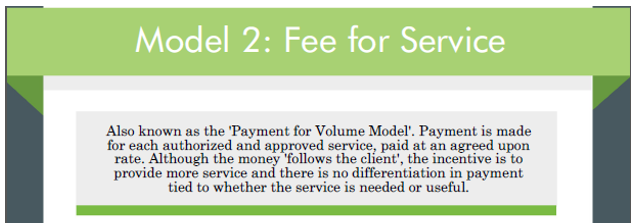 Model 2: Fee for Service
Also known as the 'Payment for Volume Model'. Payment is made
for each authorized and approved service, paid at an agreed upon
rate. Although the money 'follows the client', the incentive is to
provide more service and there is no differentiation in payment
tied to whether the service is needed or useful.